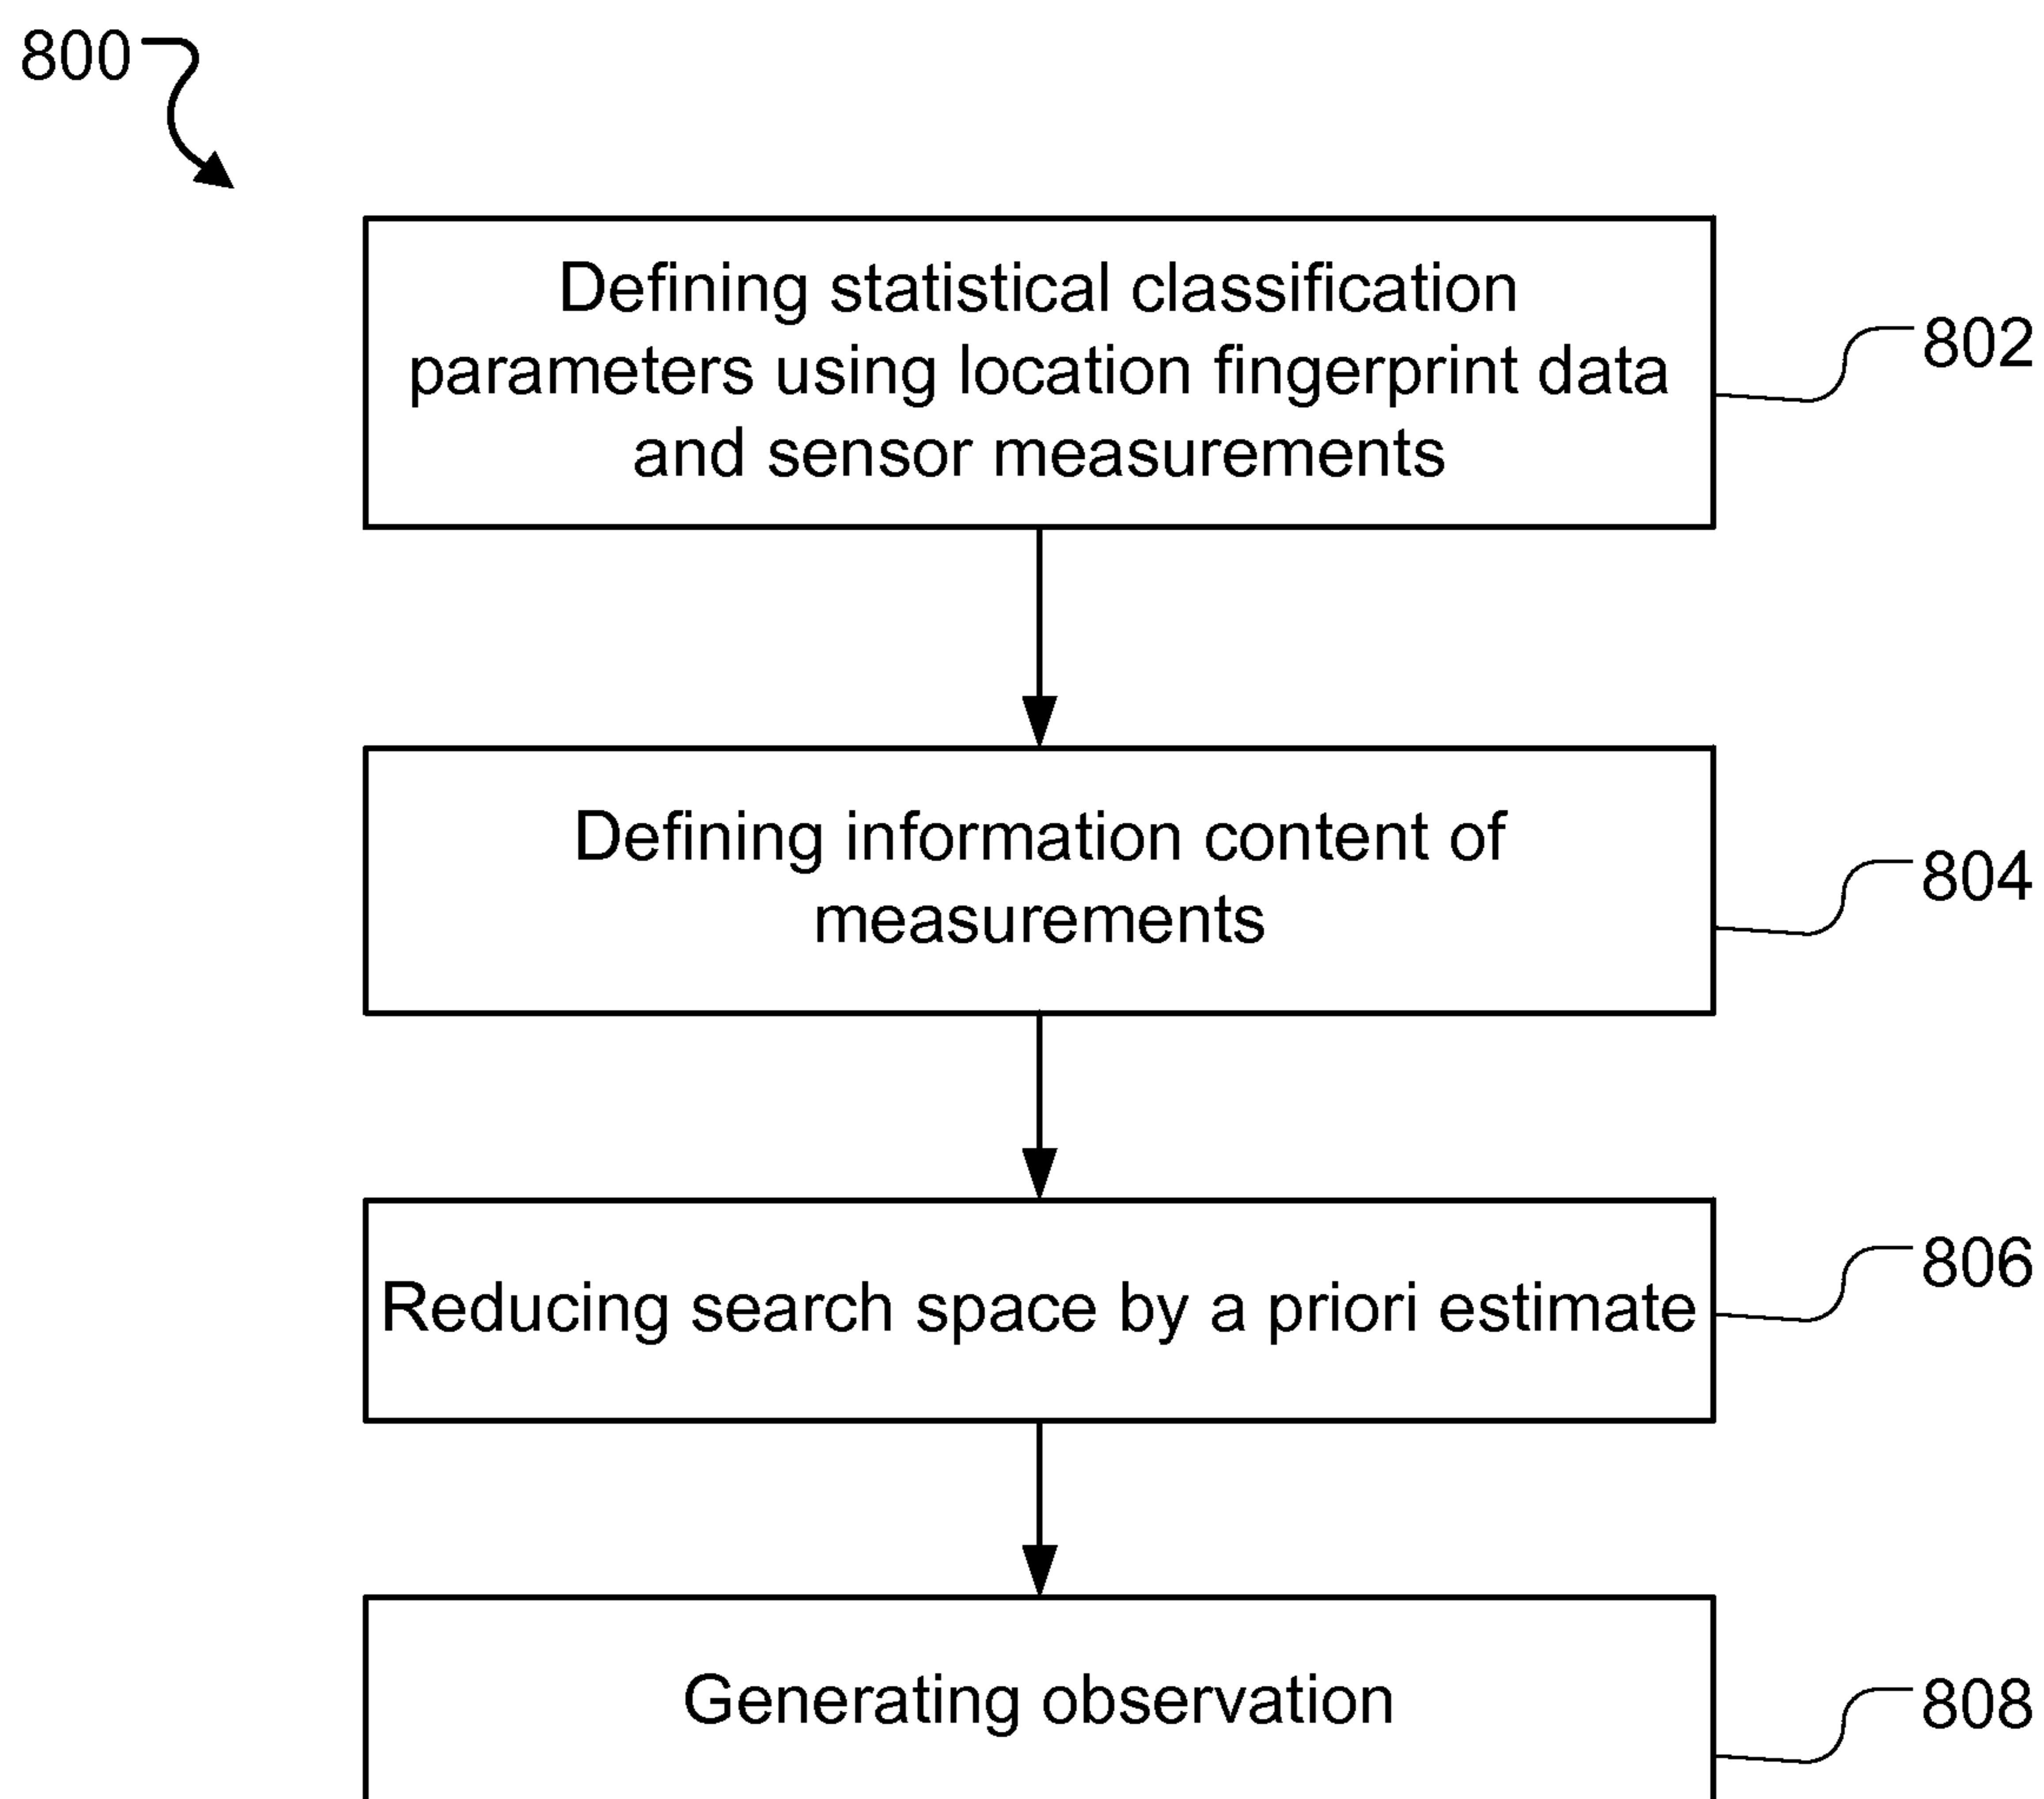 800
Defining statistical classification
parameters using location fingerprint data
and sensor measurements
802
Defining information content of
measurements
804
Reducing search space by a priori estimate
806
Generating observation
808